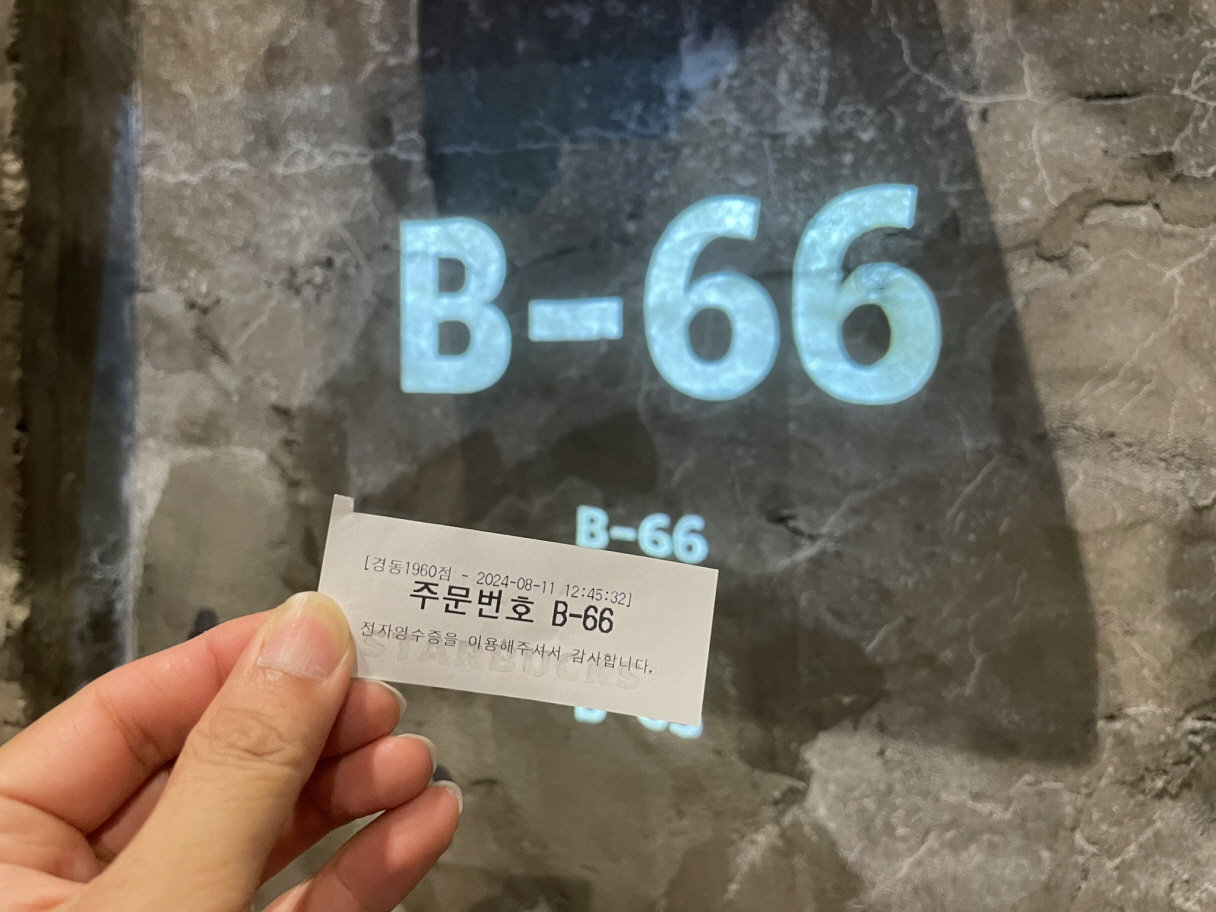 B-66
B-66
[경동1960점 - 2024-08-11 12:45:32]
주문번호 B-66
전자영수증을 이용해주셔서 감사합니다.
STARBUCKS